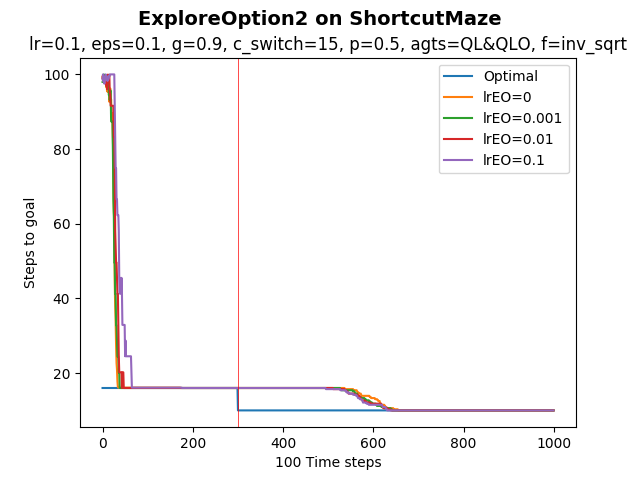 ExploreOption2 on ShortcutMaze
lr=0.1, eps=0.1, g=0.9, c_switch=15, p=0.5, agts=QL&QLO, f=inv_sqrt
Steps to goal
100
80
60
40
20
Optimal
lrEO=0
lrEO=0.001
lrEO=0.01
lrEO=0.1
0 200 400 600 800 1000
100 Time steps